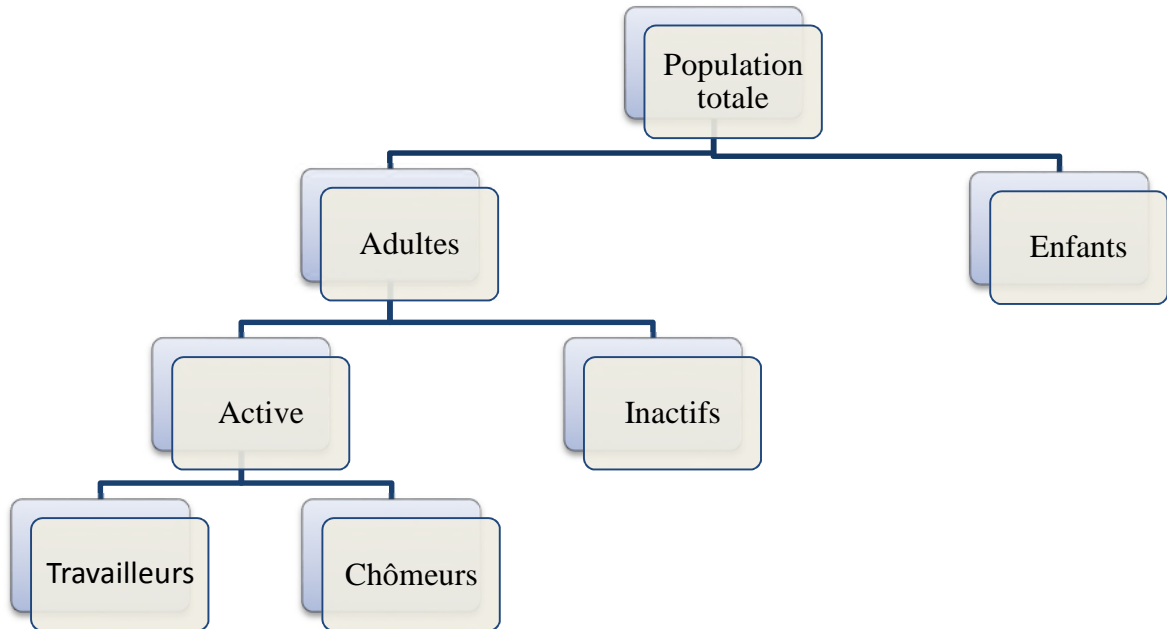 Population
totale
Adultes
Enfants
Active
Inactifs
Travailleurs
Chômeurs